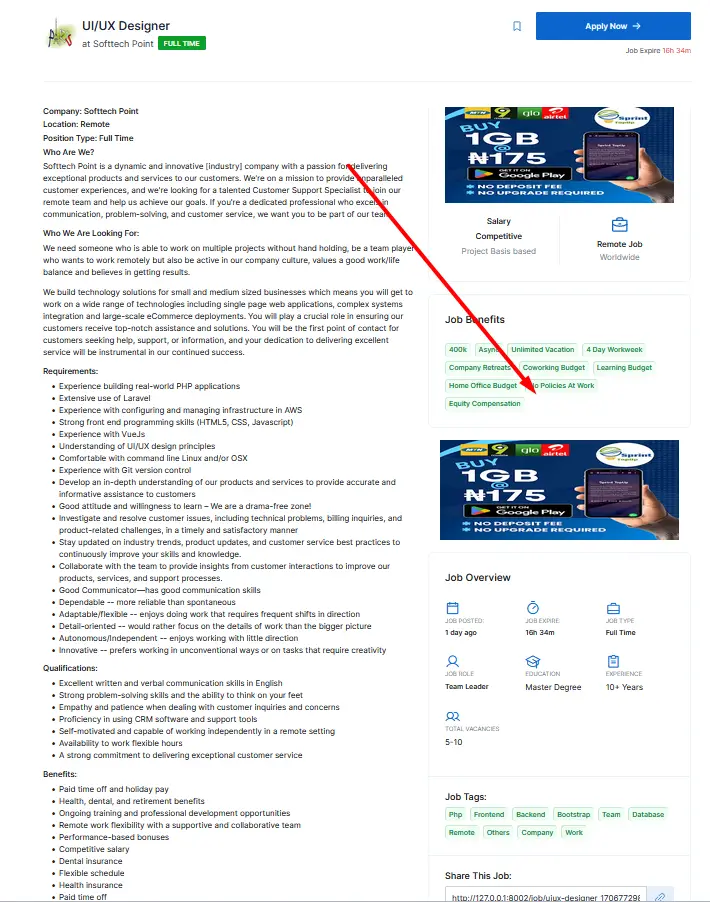 UI/UX Designer
at Softtech Point FULL TIME
Apply Now →
Job Expire 16h 34m
Company: Softtech Point
Location: Remote
Position Type: Full Time
Who Are We?
Softtech Point is a dynamic and innovative [industry] company with a passion for delivering
exceptional products and services to our customers. We're on a mission to provide unparalleled
customer experiences, and we're looking for a talented Customer Support Specialist to join our
remote team and help us achieve our goals. If you're a dedicated professional who excels in
communication, problem-solving, and customer service, we want you to be part of our team.
Who We Are Looking For:
We need someone who is able to work on multiple projects without hand holding, be a team player
who wants to work remotely but also be active in our company culture, values a good work/life
balance and believes in getting results.
We build technology solutions for small and medium sized businesses which means you will get to
work on a wide range of technologies including single page web applications, complex systems
integration and large-scale eCommerce deployments. You will play a crucial role in ensuring our
customers receive top-notch assistance and solutions. You will be the first point of contact for
customers seeking help, support, or information, and your dedication to delivering excellent
service will be instrumental in our continued success.
Requirements:
• Experience building real-world PHP applications
• Extensive use of Laravel
• Experience with configuring and managing infrastructure in AWS
• Strong front end programming skills (HTML5, CSS, Javascript)
• Experience with VueJs
• Understanding of UI/UX design principles
• Comfortable with command line Linux and/or OSX
• Experience with Git version control
• Develop an in-depth understanding of our products and services to provide accurate and
informative assistance to customers
• Good attitude and willingness to learn – We are a drama-free zone!
• Investigate and resolve customer issues, including technical problems, billing inquiries, and
product-related challenges, in a timely and satisfactory manner
• Stay updated on industry trends, product updates, and customer service best practices to
continuously improve your skills and knowledge.
• Collaborate with the team to provide insights from customer interactions to improve our
products, services, and support processes.
• Good Communicator—has good communication skills
• Dependable -- more reliable than spontaneous
• Adaptable/flexible -- enjoys doing work that requires frequent shifts in direction
• Detail-oriented -- would rather focus on the details of work than the bigger picture
• Autonomous/Independent -- enjoys working with little direction
• Innovative -- prefers working in unconventional ways or on tasks that require creativity
Qualifications:
• Excellent written and verbal communication skills in English
• Strong problem-solving skills and the ability to think on your feet
• Empathy and patience when dealing with customer inquiries and concerns
• Proficiency in using CRM software and support tools
• Self-motivated and capable of working independently in a remote setting
• Availability to work flexible hours
• A strong commitment to delivering exceptional customer service
Benefits:
• Paid time off and holiday pay
• Health, dental, and retirement benefits
• Ongoing training and professional development opportunities
• Remote work flexibility with a supportive and collaborative team
• Performance-based bonuses
• Competitive salary
• Dental insurance
• Flexible schedule
• Health insurance
• Paid time off
MTN 9 glo airtel
Sprint
BUY
1GB
@
₦175
GET IT ON
Google Play
* NO DEPOSIT FEE
* NO UPGRADE REQUIRED
Salary
Competitive
Project Basis based
Remote Job
Worldwide
Job Benefits
400k Async Unlimited Vacation 4 Day Workweek
Company Retreats Coworking Budget Learning Budget
Home Office Budget No Policies At Work
Equity Compensation
MTN 9 glo airtel
Sprint
BUY
1GB
@
₦175
GET IT ON
Google Play
* NO DEPOSIT FEE
* NO UPGRADE REQUIRED
Job Overview
JOB POSTED: JOB EXPIRE: JOB TYPE
1 day ago 16h 34m Full Time
JOB ROLE EDUCATION EXPERIENCE
Team Leader Master Degree 10+ Years
TOTAL VACANCIES
5-10
Job Tags:
Php Frontend Backend Bootstrap Team Database
Remote Others Company Work
Share This Job:
http://127.0.0.1:8002/job/uiux-designer-17067729